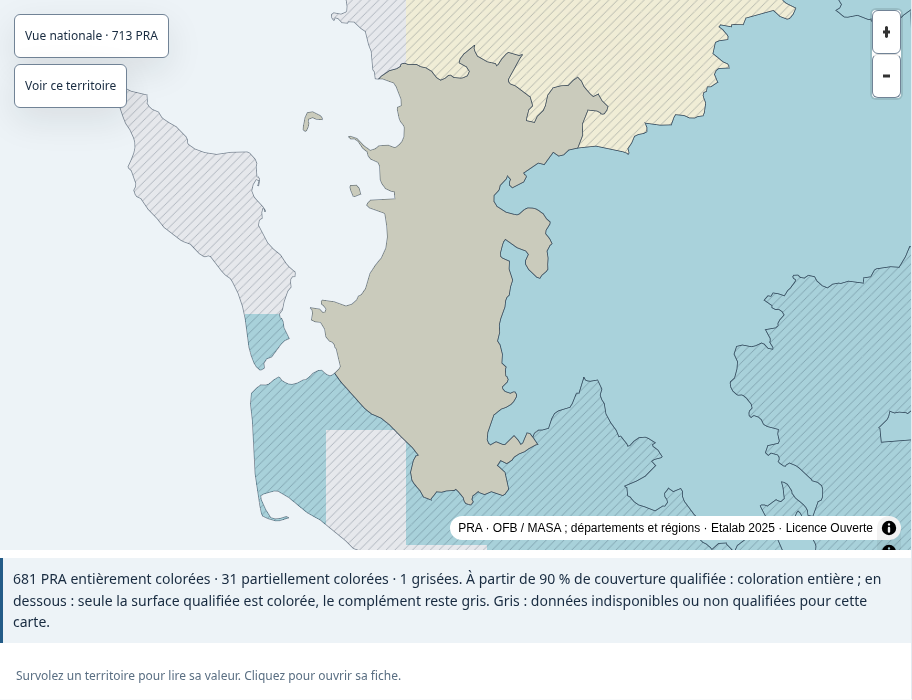 Vue nationale · 713 PRA
Voir ce territoire
+
-
PRA · OFB / MASA ; départements et régions · Etalab 2025 · Licence Ouverte
681 PRA entièrement colorées · 31 partiellement colorées · 1 grisées. À partir de 90 % de couverture qualifiée : coloration entière ; en
dessous : seule la surface qualifiée est colorée, le complément reste gris. Gris : données indisponibles ou non qualifiées pour cette
carte.
Survolez un territoire pour lire sa valeur. Cliquez pour ouvrir sa fiche.